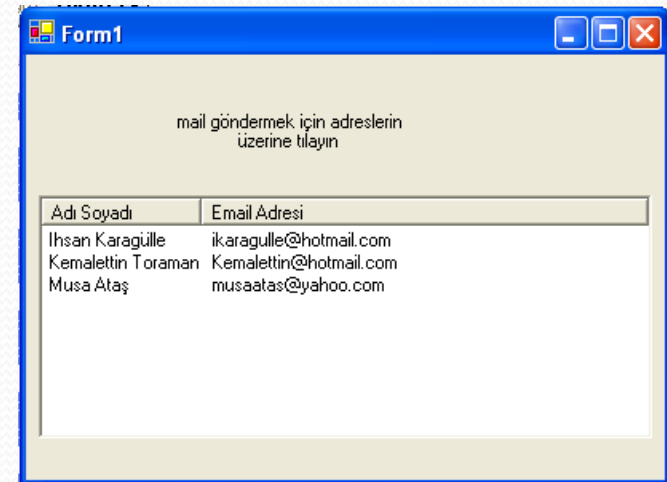 Form1
mail göndermek için adreslerin
üzerine tılayın
Adı Soyadı Email Adresi
Ihsan Karagülle ikaragulle@hotmail.com
Kemalettin Toraman Kemalettin@hotmail.com
Musa Ataş musaatas@yahoo.com